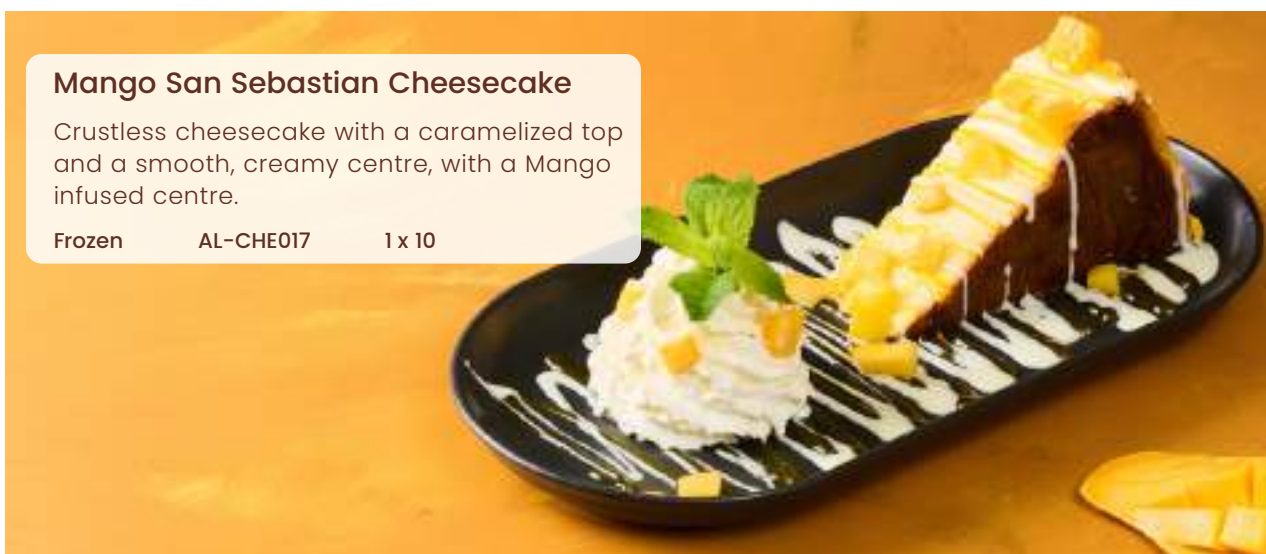 Mango San Sebastian Cheesecake
Crustless cheesecake with a caramelized top
and a smooth, creamy centre, with a Mango
infused centre.
Frozen AL-CHE017 1 x 10